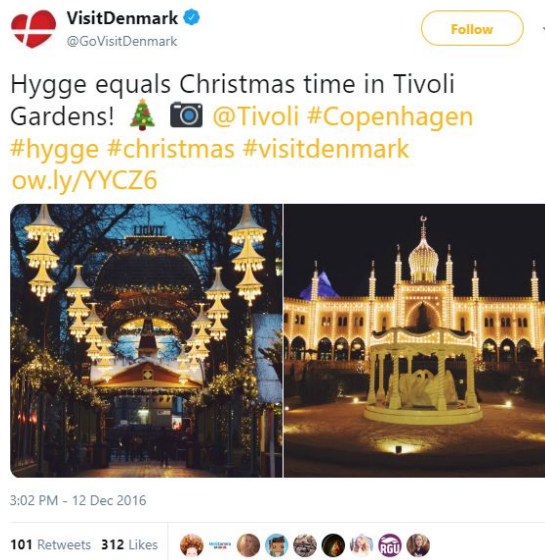 VisitDenmark
@GoVisitDenmark
Follow
Hygge equals Christmas time in Tivoli
Gardens! 🎄 📷 @Tivoli #Copenhagen
#hygge #christmas #visitdenmark
ow.ly/YYCZ6
TIVOLI
3:02 PM - 12 Dec 2016
101 Retweets 312 Likes
RGU